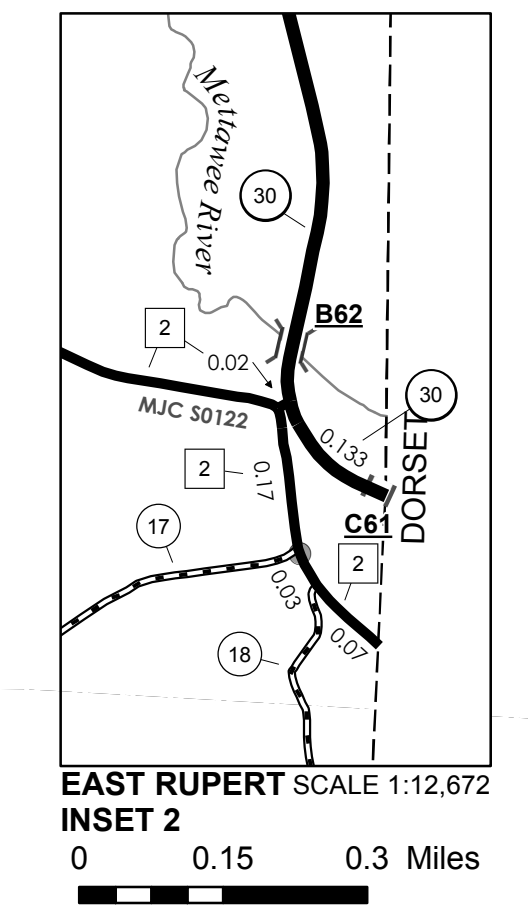 Mettawee River
30
B62
2
0.02
30
MJC S0122
0.133
DORSET
2
0.17
C61
17
2
0.03
0.07
18
EAST RUPERT SCALE 1:12,672
INSET 2
0 0.15 0.3 Miles